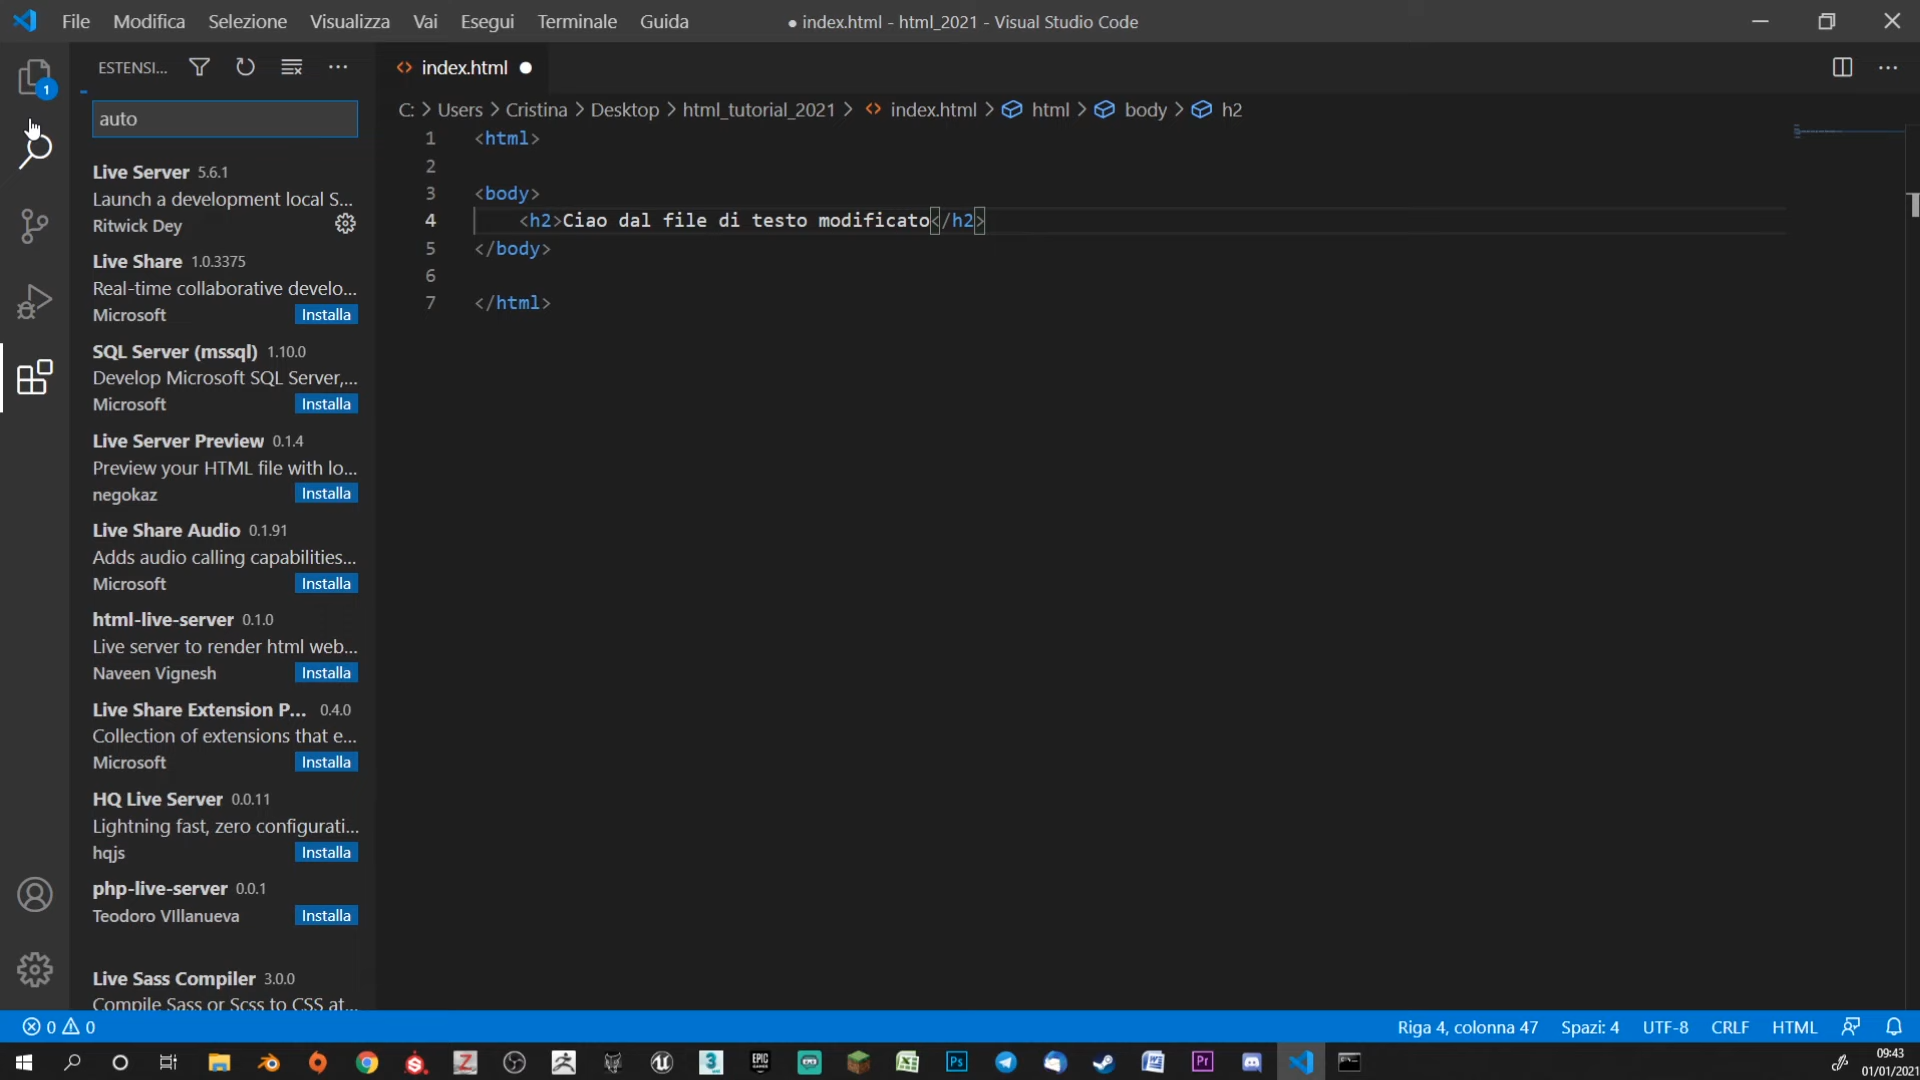 File Modifica Selezione Visualizza Vai Esegui Terminale Guida
● index.html - html_2021 - Visual Studio Code
1
ESTENSI...
auto
Live Server 5.6.1
Launch a development local S...
Ritwick Dey
Live Share 1.0.3375
Real-time collaborative develo...
Microsoft Installa
SQL Server (mssql) 1.10.0
Develop Microsoft SQL Server,...
Microsoft Installa
Live Server Preview 0.1.4
Preview your HTML file with lo...
negokaz Installa
Live Share Audio 0.1.91
Adds audio calling capabilities...
Microsoft Installa
html-live-server 0.1.0
Live server to render html web...
Naveen Vignesh Installa
Live Share Extension P... 0.4.0
Collection of extensions that e...
Microsoft Installa
HQ Live Server 0.0.11
Lightning fast, zero configurati...
hqjs Installa
php-live-server 0.0.1
Teodoro VIllanueva Installa
Live Sass Compiler 3.0.0
Compile Sass or Scss to CSS at...
index.html ●
C: > Users > Cristina > Desktop > html_tutorial_2021 > index.html > html > body > h2
1 <html>
2
3 <body>
4 <h2>Ciao dal file di testo modificato</h2>
5 </body>
6
7 </html>
0 0
Riga 4, colonna 47 Spazi: 4 UTF-8 CRLF HTML
EPIC GAMES
Ps
Pr
09:43
01/01/2021